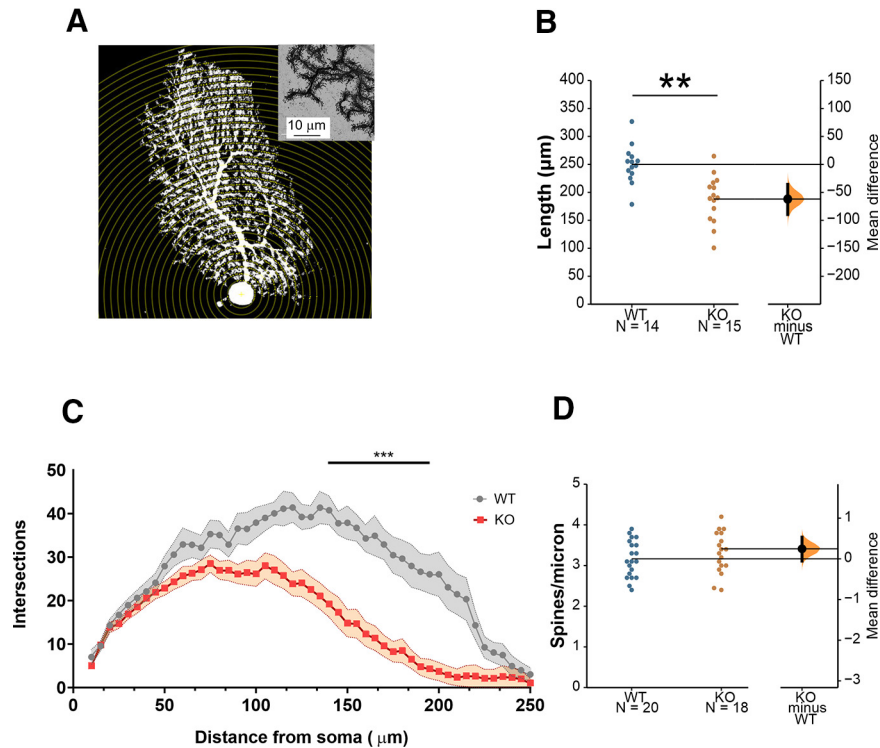 A
10 μm
B
400
350
300
250
200
150
100
50
0
Length (μm)
**
150
100
50
0
−50
−100
−150
−200
Mean difference
WT
N = 14
KO
N = 15
KO
minus
WT
C
***
50
40
30
20
10
0
Intersections
WT
KO
0
50
100
150
200
250
Distance from soma ( μm)
D
5
4
3
2
1
0
Spines/micron
1
0
−1
−2
−3
Mean difference
WT
N = 20
KO
N = 18
KO
minus
WT